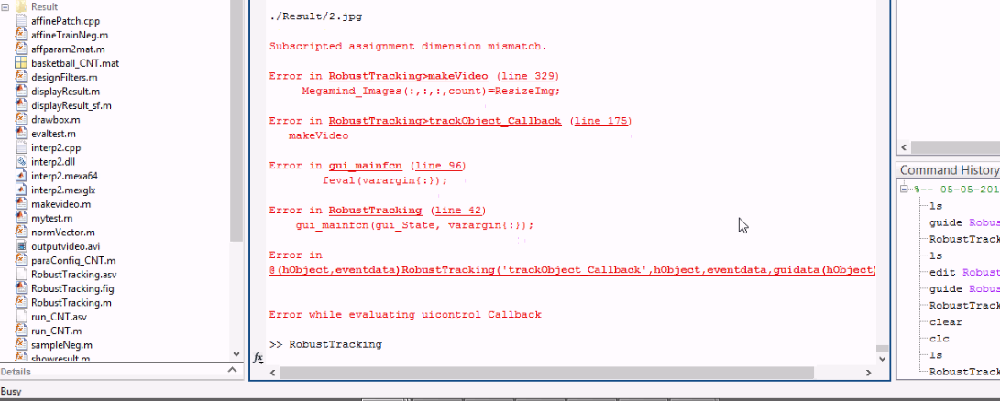 Result
affinePatch.cpp
affineTrainNeg.m
affparam2mat.m
basketball_CNT.mat
designFilters.m
displayResult.m
displayResult_sf.m
drawbox.m
evaltest.m
interp2.cpp
interp2.dll
interp2.mexa64
interp2.mexglx
makevideo.m
mytest.m
normVector.m
outputvideo.avi
paraConfig_CNT.m
RobustTracking.asv
RobustTracking.fig
RobustTracking.m
run_CNT.asv
run_CNT.m
sampleNeg.m
showresult.m
Details
Busy
./Result/2.jpg
Subscripted assignment dimension mismatch.
Error in RobustTracking>makeVideo (line 329)
Megamind_Images(:,:,:,count)=ResizeImg;
Error in RobustTracking>trackObject_Callback (line 175)
makeVideo
Error in gui_mainfcn (line 96)
feval(varargin{:});
Error in RobustTracking (line 42)
gui_mainfcn(gui_State, varargin{:});
Error in
@(hObject,eventdata)RobustTracking('trackObject_Callback',hObject,eventdata,guidata(hObject)
Error while evaluating uicontrol Callback
>> RobustTracking
fx
Command History
%-- 05-05-201
ls
guide Robus
RobustTrack
ls
edit Robust
guide Robus
RobustTrack
clear
clc
ls
RobustTrack